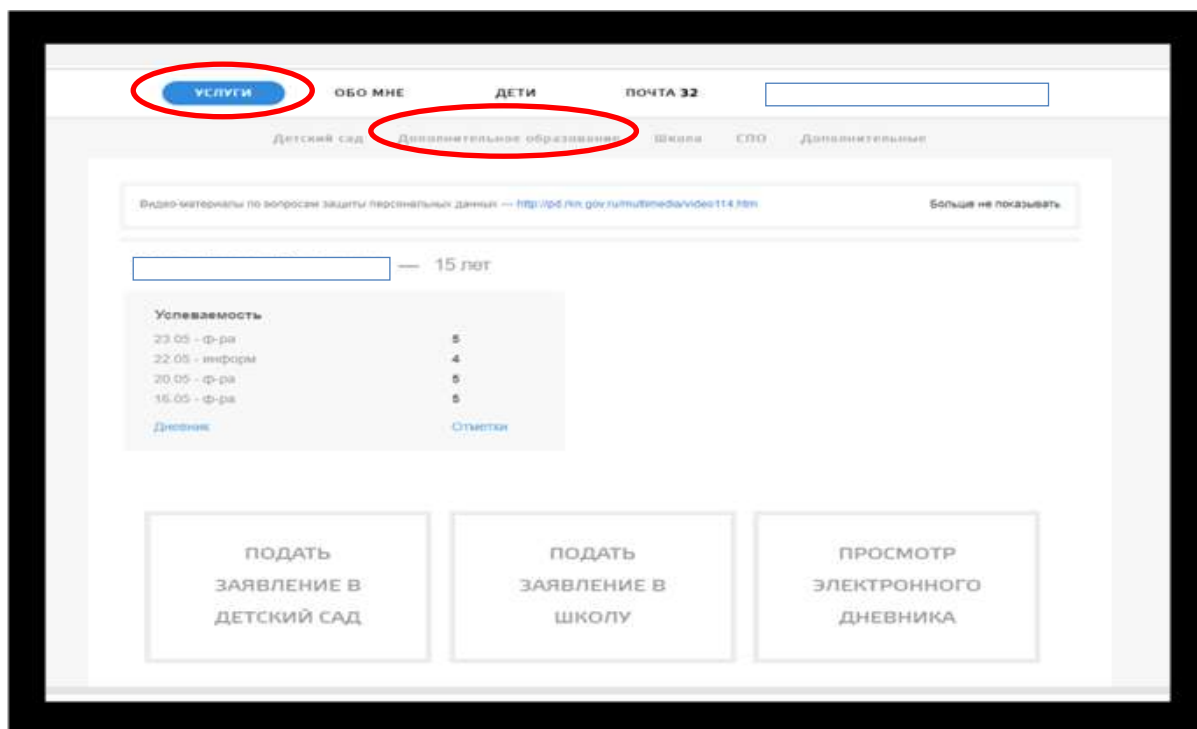 УСЛУГИ ОБО МНЕ ДЕТИ ПОЧТА 32
Детский сад Дополнительное образование Школа СПО Дополнительные
Видео-материалы по вопросам защиты персональных данных — http://pd.rkn.gov.ru/multimedia/video114.htm Больше не показывать
— 15 лет
Успеваемость
23.05 - ф-ра 5
22.05 - информ 4
20.05 - ф-ра 5
16.05 - ф-ра 5
Дневник Отметки
ПОДАТЬ
ЗАЯВЛЕНИЕ В
ДЕТСКИЙ САД
ПОДАТЬ
ЗАЯВЛЕНИЕ В
ШКОЛУ
ПРОСМОТР
ЭЛЕКТРОННОГО
ДНЕВНИКА